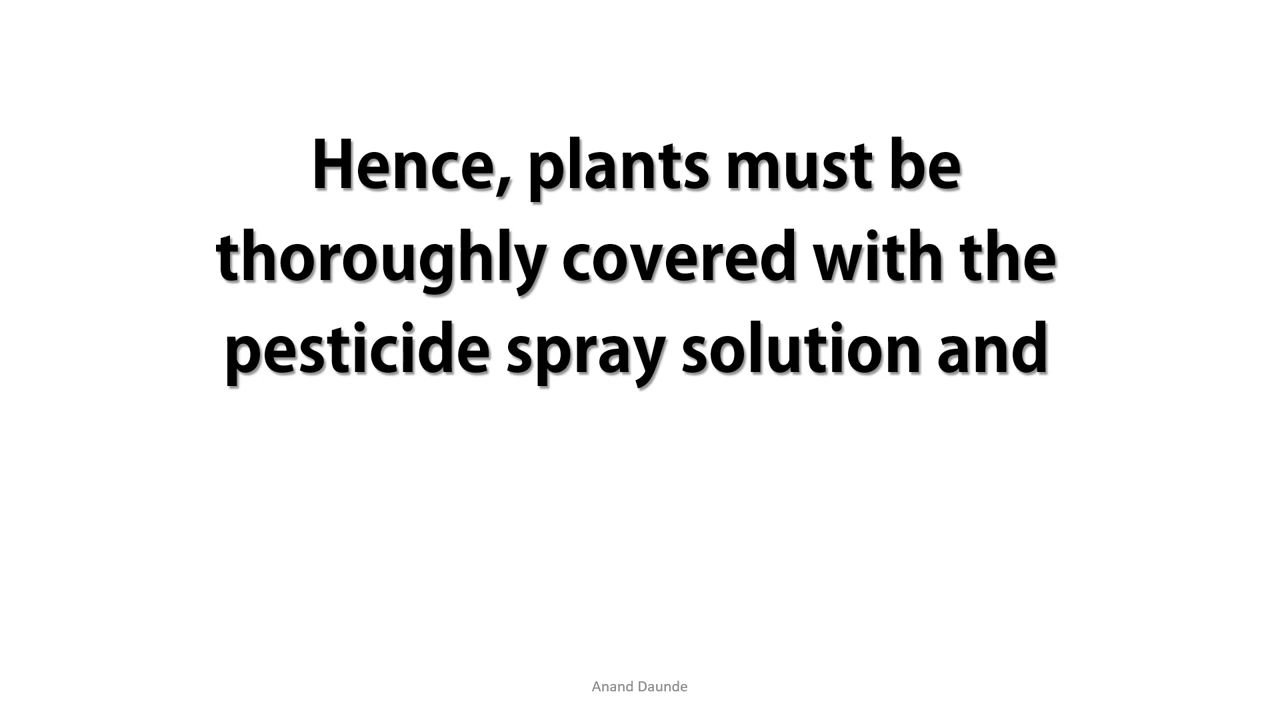 Hence, plants must be
thoroughly covered with the
pesticide spray solution and
Anand Daunde